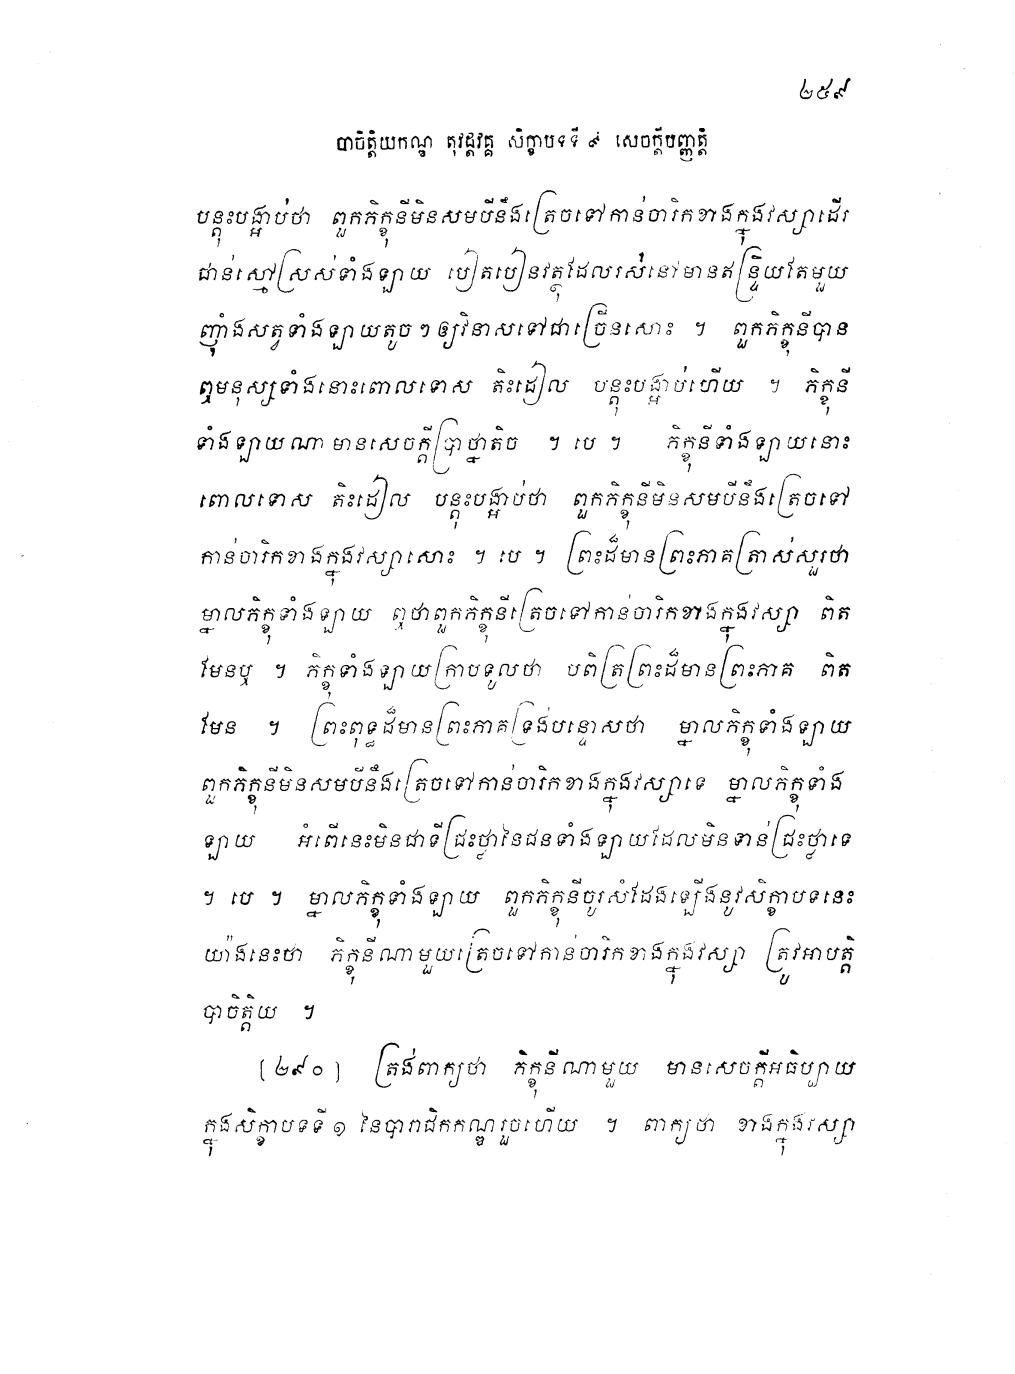 ២៥៩
បាចិត្តិយកណ្ឌ តុវដ្តវគ្គ សិក្ខាបទទី ៩ សេចក្តីបញ្ញត្តិ
បន្តុះបង្អាប់ថា ពួកភិក្ខុនីមិនសមបីនឹងត្រេចទៅកាន់ចារិកខាងក្នុងវស្សាដើរ
ជាន់ស្មៅស្រស់ទាំងឡាយ បៀតបៀនវត្ថុដែលរស់នៅមានឥន្ទ្រិយតែមួយ
ញ៉ាំងសត្វទាំងឡាយតូច ៗ ឲ្យវិនាសទៅជាច្រើនសោះ ។ ពួកភិក្ខុនីបាន
ឮមនុស្សទាំងនោះពោលទោស តិះដៀល បន្តុះបង្អាប់ហើយ ។ ភិក្ខុនី
ទាំងឡាយណា មានសេចក្តីប្រាថ្នាតិច ។ បេ ។ ភិក្ខុនីទាំងឡាយនោះ
ពោលទោស តិះដៀល បន្តុះបង្អាប់ថា ពួកភិក្ខុនីមិនសមបីនឹងត្រេចទៅ
កាន់ចារិកខាងក្នុងវស្សាសោះ ។ បេ ។ ព្រះដ៏មានព្រះភាគត្រាស់សួរថា
ម្នាលភិក្ខុទាំងឡាយ ឮថាពួកភិក្ខុនីត្រេចទៅកាន់ចារិកខាងក្នុងវស្សា ពិត
មែនឬ ។ ភិក្ខុទាំងឡាយក្រាបទូលថា បពិត្រព្រះដ៏មានព្រះភាគ ពិត
មែន ។ ព្រះពុទ្ធដ៏មានព្រះភាគទ្រង់បន្ទោសថា ម្នាលភិក្ខុទាំងឡាយ
ពួកភិក្ខុនីមិនសមបីនឹងត្រេចទៅកាន់ចារិកខាងក្នុងវស្សាទេ ម្នាលភិក្ខុទាំង
ឡាយ អំពើនេះមិនជាទីជ្រះថ្លានៃជនទាំងឡាយដែលមិនទាន់ជ្រះថ្លាទេ
។ បេ ។ ម្នាលភិក្ខុទាំងឡាយ ពួកភិក្ខុនីចូរសំដែងឡើងនូវសិក្ខាបទនេះ
យ៉ាងនេះថា ភិក្ខុនីណាមួយត្រេចទៅកាន់ចារិកខាងក្នុងវស្សា ត្រូវអាបត្តិ
បាចិត្តិយ ។
(២៩០) ត្រង់ពាក្យថា ភិក្ខុនីណាមួយ មានសេចក្តីអធិប្បាយ
ក្នុងសិក្ខាបទទី ១ នៃបារាជិកកណ្ឌរួចហើយ ។ ពាក្យថា ខាងក្នុងវស្សា